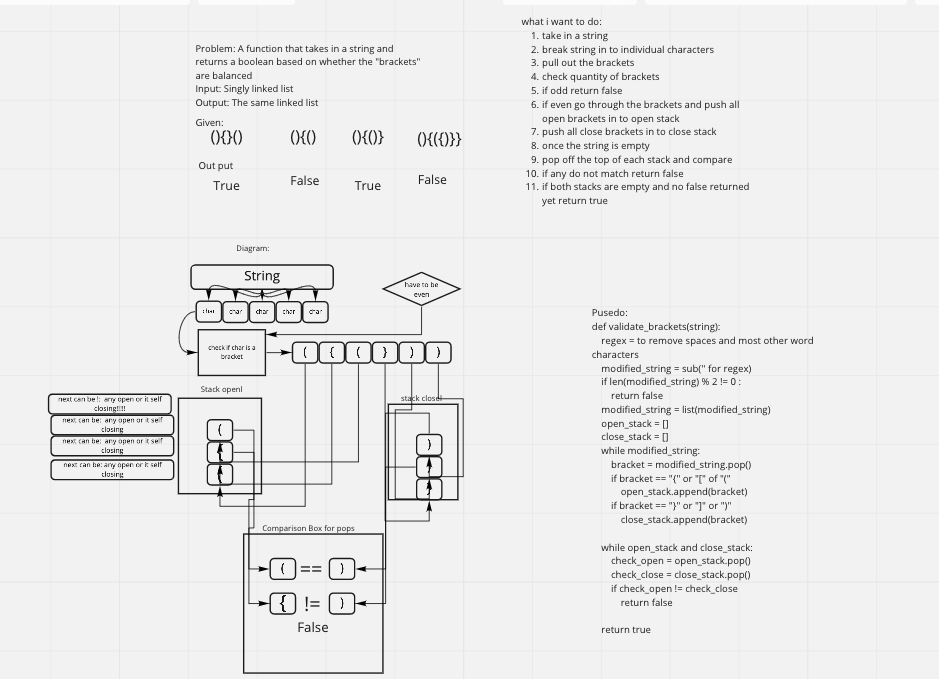 Problem: A function that takes in a string and
returns a boolean based on whether the "brackets"
are balanced
Input: Singly linked list
Output: The same linked list
Given:
(){}() (){() (){()} (){({)}}
Out put
True False True False
what i want to do:
1. take in a string
2. break string in to individual characters
3. pull out the brackets
4. check quantity of brackets
5. if odd return false
6. if even go through the brackets and push all
open brackets in to open stack
7. push all close brackets in to close stack
8. once the string is empty
9. pop off the top of each stack and compare
10. if any do not match return false
11. if both stacks are empty and no false returned
yet return true
Diagram:
String
char char char char char
have to be
even
check if char is a
bracket
( { ( } ) )
Stack openl
next can be !: any open or it self
closing!!!!
next can be: any open or it self
closing
next can be: any open or it self
closing
next can be: any open or it self
closing
(
stack closel
)
Comparison Box for pops
( == )
{ != )
False
Pusedo:
def validate_brackets(string):
regex = to remove spaces and most other word
characters
modified_string = sub('' for regex)
if len(modified_string) % 2 != 0 :
return false
modified_string = list(modified_string)
open_stack = []
close_stack = []
while modified_string:
bracket = modified_string.pop()
if bracket == "{" or "[" of "("
open_stack.append(bracket)
if bracket == "}" or "]" or ")"
close_stack.append(bracket)
while open_stack and close_stack:
check_open = open_stack.pop()
check_close = close_stack.pop()
if check_open != check_close
return false
return true